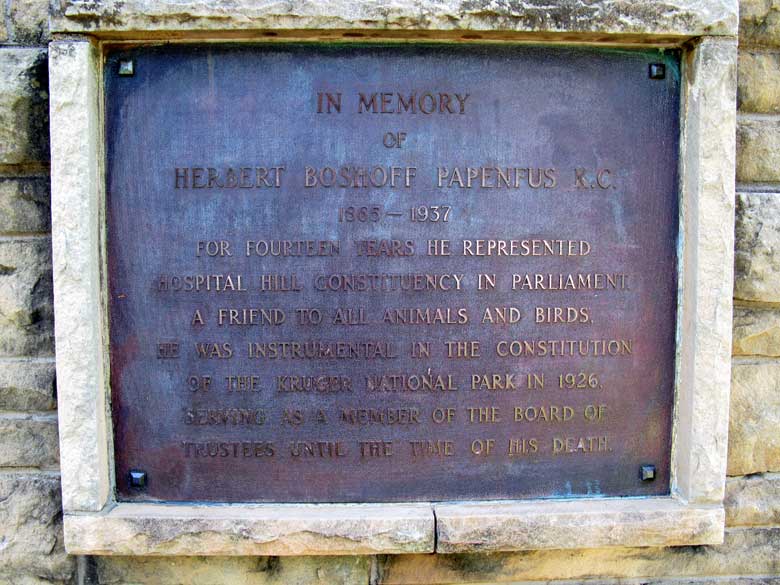 IN MEMORY
OF
HERBERT BOSHOFF PAPENFUS K.C.
1865 — 1937
FOR FOURTEEN YEARS HE REPRESENTED
HOSPITAL HILL CONSTITUENCY IN PARLIAMENT.
A FRIEND TO ALL ANIMALS AND BIRDS,
HE WAS INSTRUMENTAL IN THE CONSTITUTION
OF THE KRUGER NATIONAL PARK IN 1926,
SERVING AS A MEMBER OF THE BOARD OF
TRUSTEES UNTIL THE TIME OF HIS DEATH.